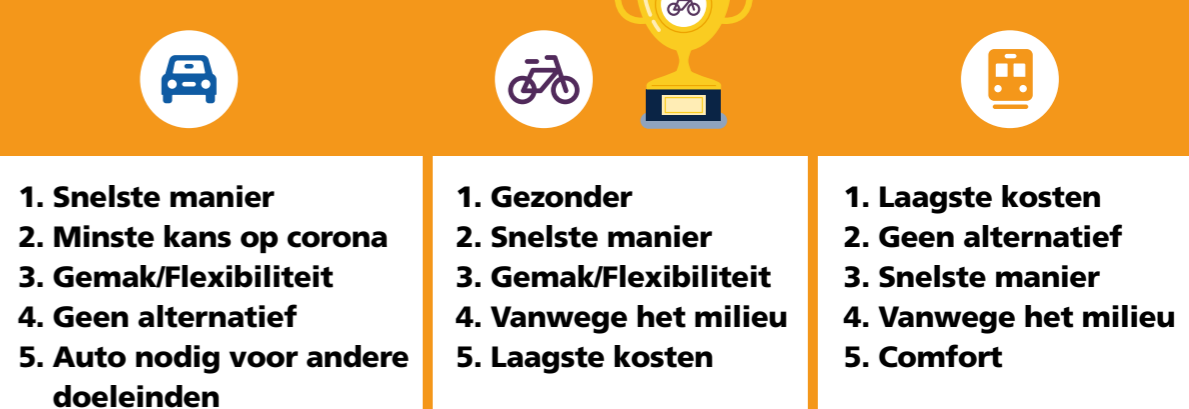 1. Snelste manier
2. Minste kans op corona
3. Gemak/Flexibiliteit
4. Geen alternatief
5. Auto nodig voor andere
doeleinden
1. Gezonder
2. Snelste manier
3. Gemak/Flexibiliteit
4. Vanwege het milieu
5. Laagste kosten
1. Laagste kosten
2. Geen alternatief
3. Snelste manier
4. Vanwege het milieu
5. Comfort